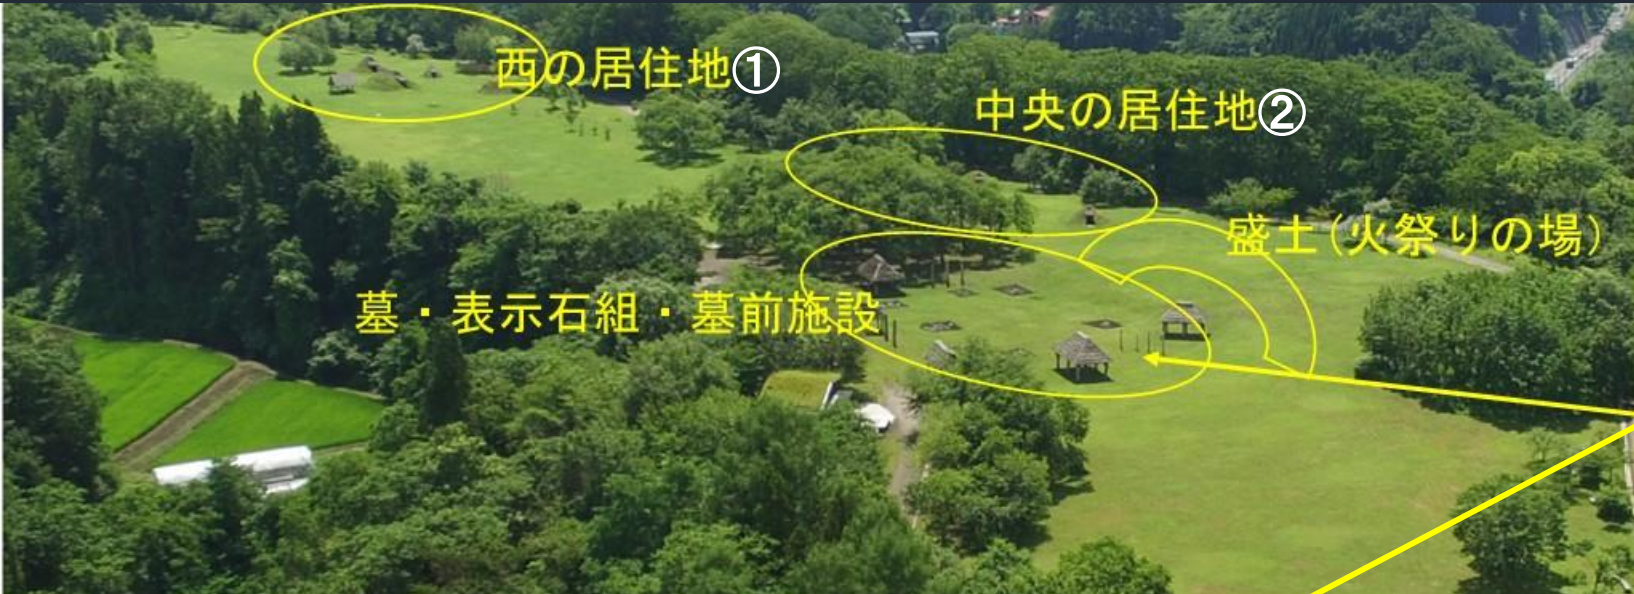 西の居住地①
中央の居住地②
盛土(火祭りの場)
墓・表示石組・墓前施設